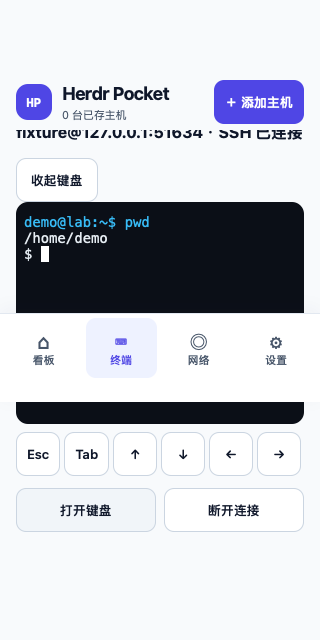 HP
Herdr Pocket
0 台已存主机
+ 添加主机
fixture@127.0.0.1:51634 · SSH 已连接
收起键盘
demo@lab:~$ pwd
/home/demo
$
看板
终端
网络
设置
Esc
Tab
↑
↓
←
→
打开键盘
断开连接